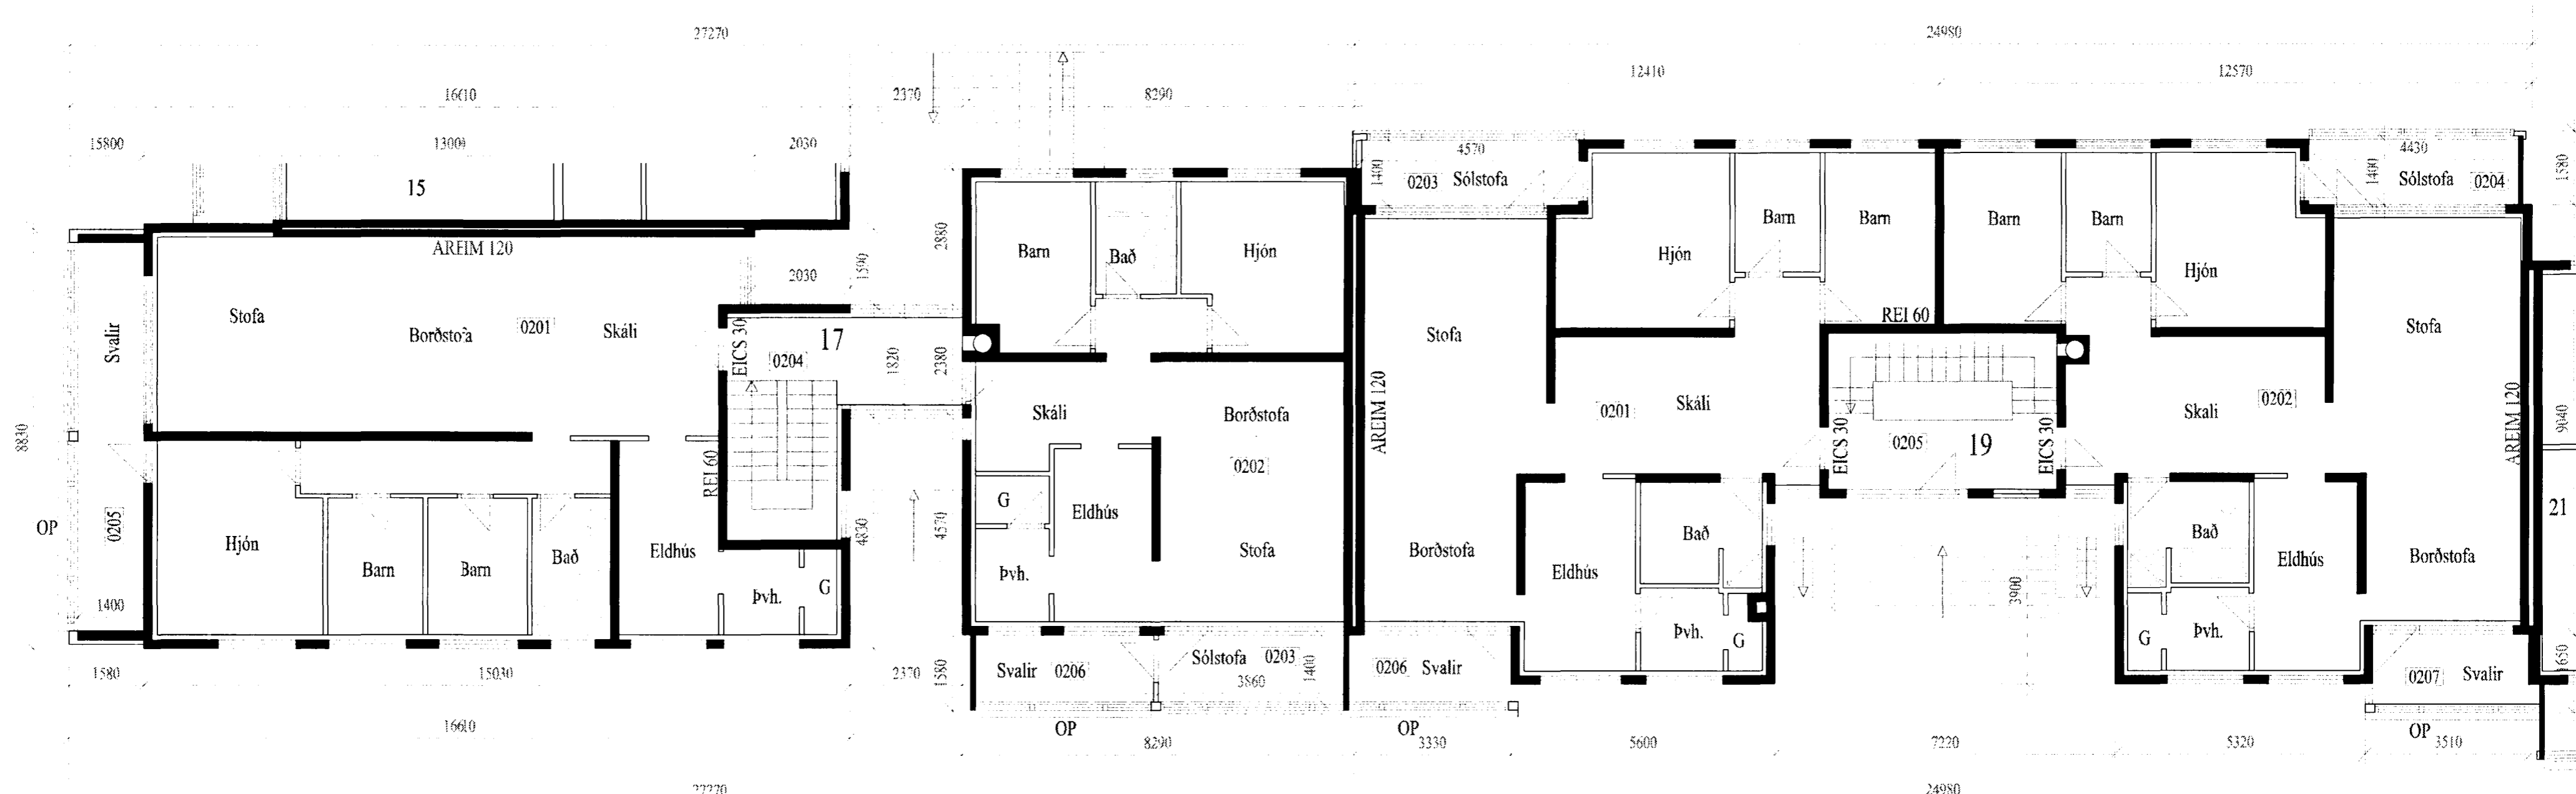 27270
24980
12410
12570
16610
2370
8290
15800
13000
2030
4570
4430
1400
1400
1580
15
0203 Sólstofa
Sólstofa 0204
AREIM 120
2880
Barn
Bað
Hjón
Barn
Barn
Barn
Barn
Hjón
Hjón
2030
1590
Stofa
Borðstofa
0201
Skáli
Svalir
EICS 30
17
0204
1820
2380
REI 60
Stofa
Stofa
AREIM 120
Skáli
Borðstofa
0201
Skáli
Skali
0202
AREIM 120
9040
8830
0202
EICS 30
0205
19
EICS 30
REI 60
G
Eldhús
OP
0205
Hjón
Barn
Barn
Bað
Eldhús
4830
4570
Stofa
Borðstofa
Bað
Bað
Borðstofa
21
Þvh.
Eldhús
Eldhús
Þvh.
G
3900
1400
Þvh.
G
G
Þvh.
1580
15030
2370
1580
Svalir 0206
Sólstofa 0203
3860
1400
0206 Svalir
0207 Svalir
1650
16610
OP
OP
OP
8290
3330
5600
7220
5320
3510
27270
24980